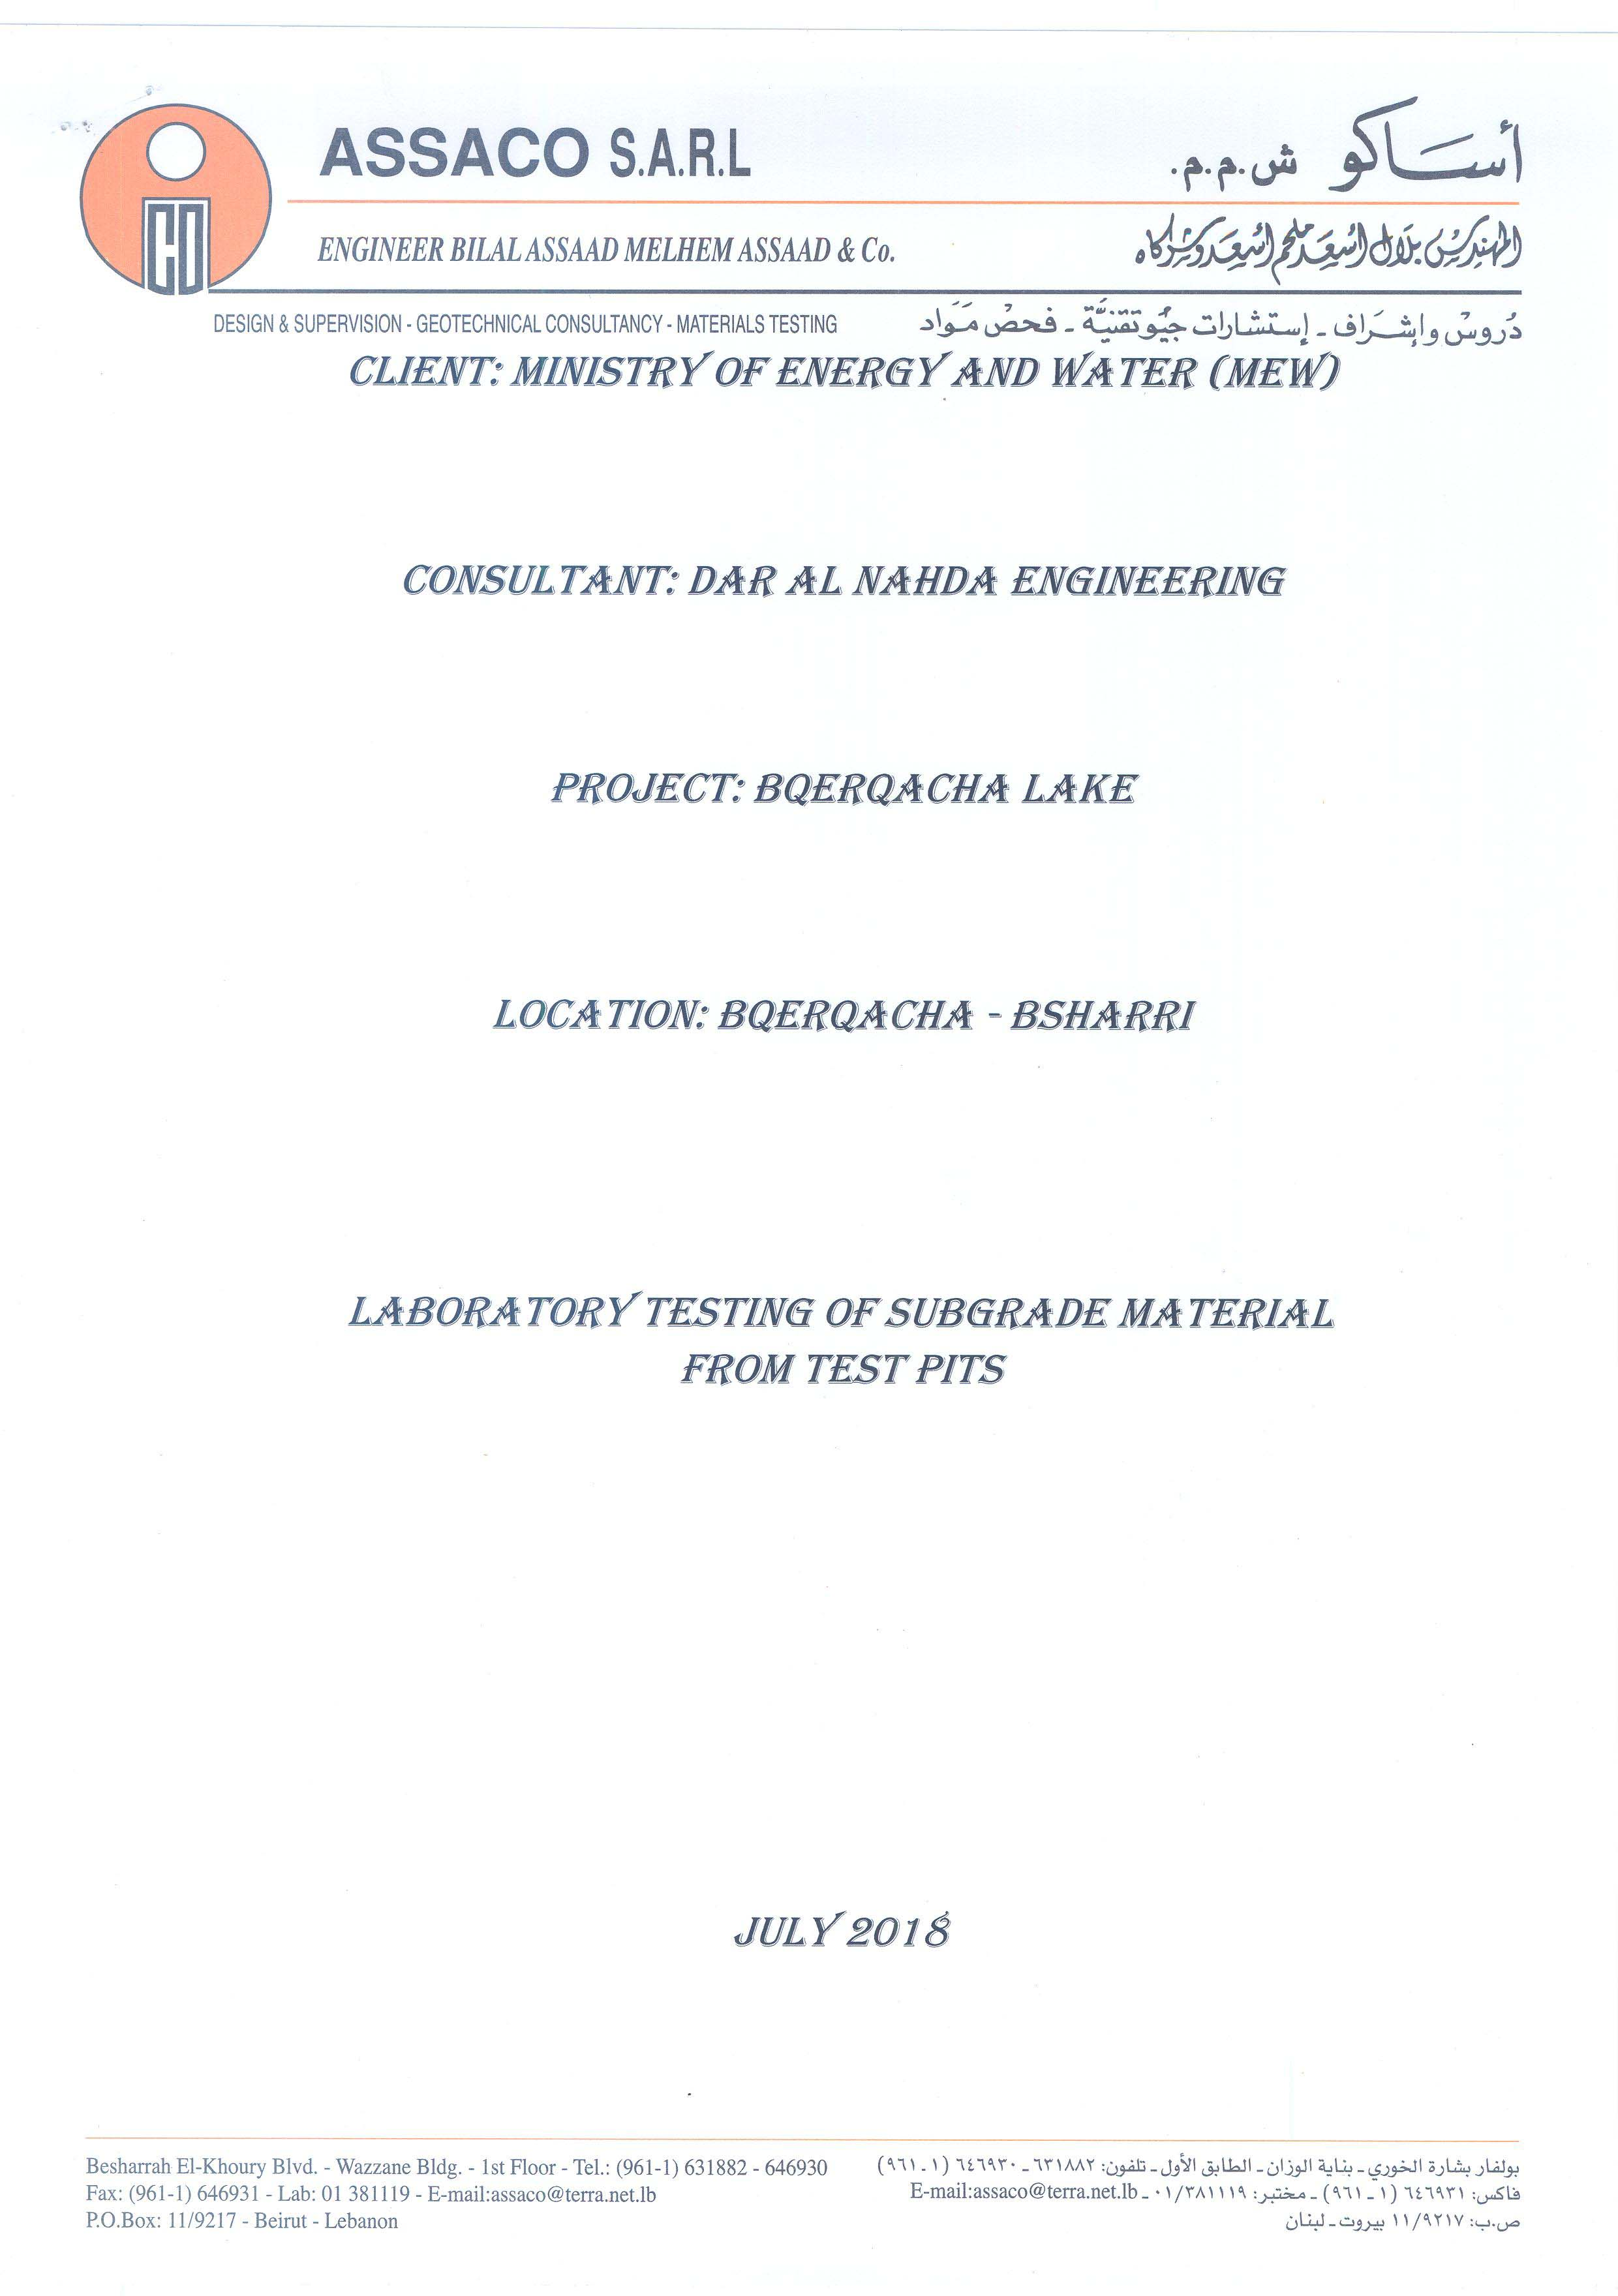 ASSACO S.A.R.L
أساكو ش.م.م.
ENGINEER BILAL ASSAAD MELHEM ASSAAD & Co.
المهندس بلال أسعد ملحم أسعد وشركاه
DESIGN & SUPERVISION - GEOTECHNICAL CONSULTANCY - MATERIALS TESTING
دُروسْ وإشراف - إستشارات جيُوتقنيَّة - فحصْ مَوَاد
CLIENT: MINISTRY OF ENERGY AND WATER (MEW)
CONSULTANT: DAR AL NAHDA ENGINEERING
PROJECT: BQERQACHA LAKE
LOCATION: BQERQACHA - BSHARRI
LABORATORY TESTING OF SUBGRADE MATERIAL
FROM TEST PITS
JULY 2018
Besharrah El-Khoury Blvd. - Wazzane Bldg. - 1st Floor - Tel.: (961-1) 631882 - 646930
Fax: (961-1) 646931 - Lab: 01 381119 - E-mail:assaco@terra.net.lb
P.O.Box: 11/9217 - Beirut - Lebanon
بولفار بشارة الخوري - بناية الوزان - الطابق الأول - تلفون: ٦٣١٨٨٢ - ٦٤٦٩٣٠ (١ - ٩٦١)
فاكس: ٦٤٦٩٣١ (١ - ٩٦١) - مختبر: ٠١/٣٨١١١٩ - E-mail:assaco@terra.net.lb
ص.ب: ١١/٩٢١٧ بيروت - لبنان